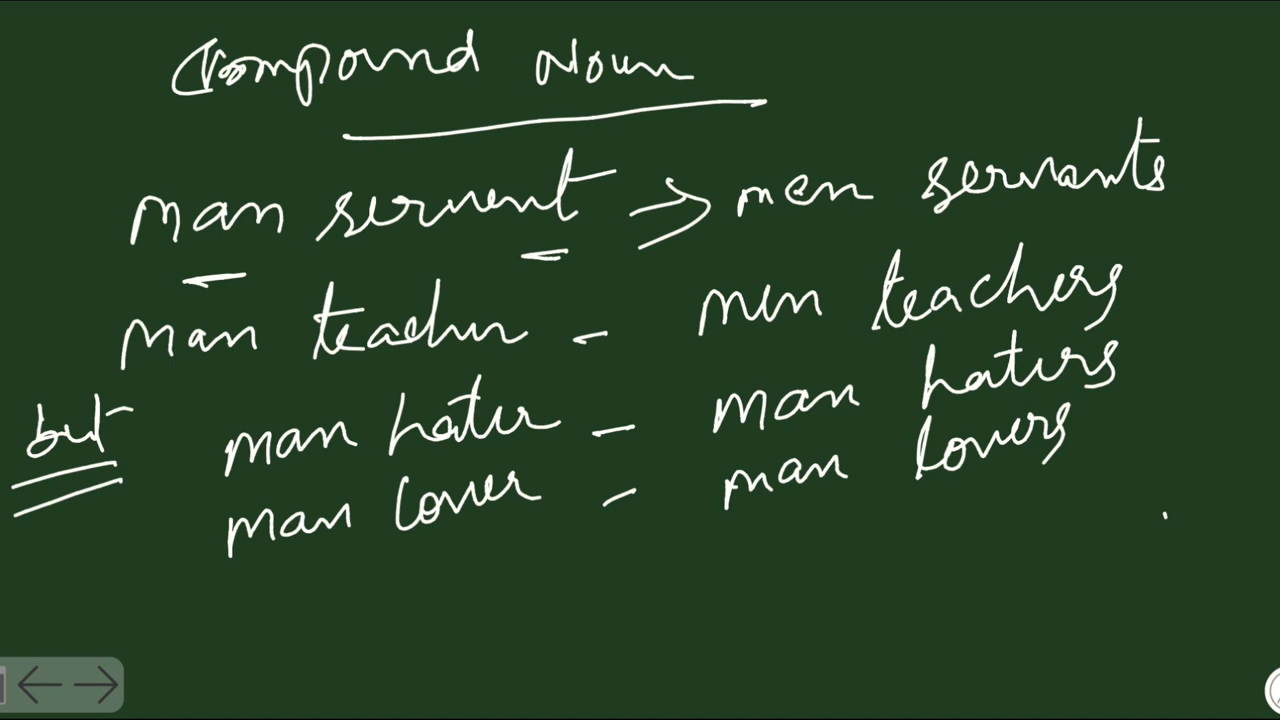 Compound Noun
man servent → men servants
man teacher - men teachers
but man hater - man haters
man lover - man lovers